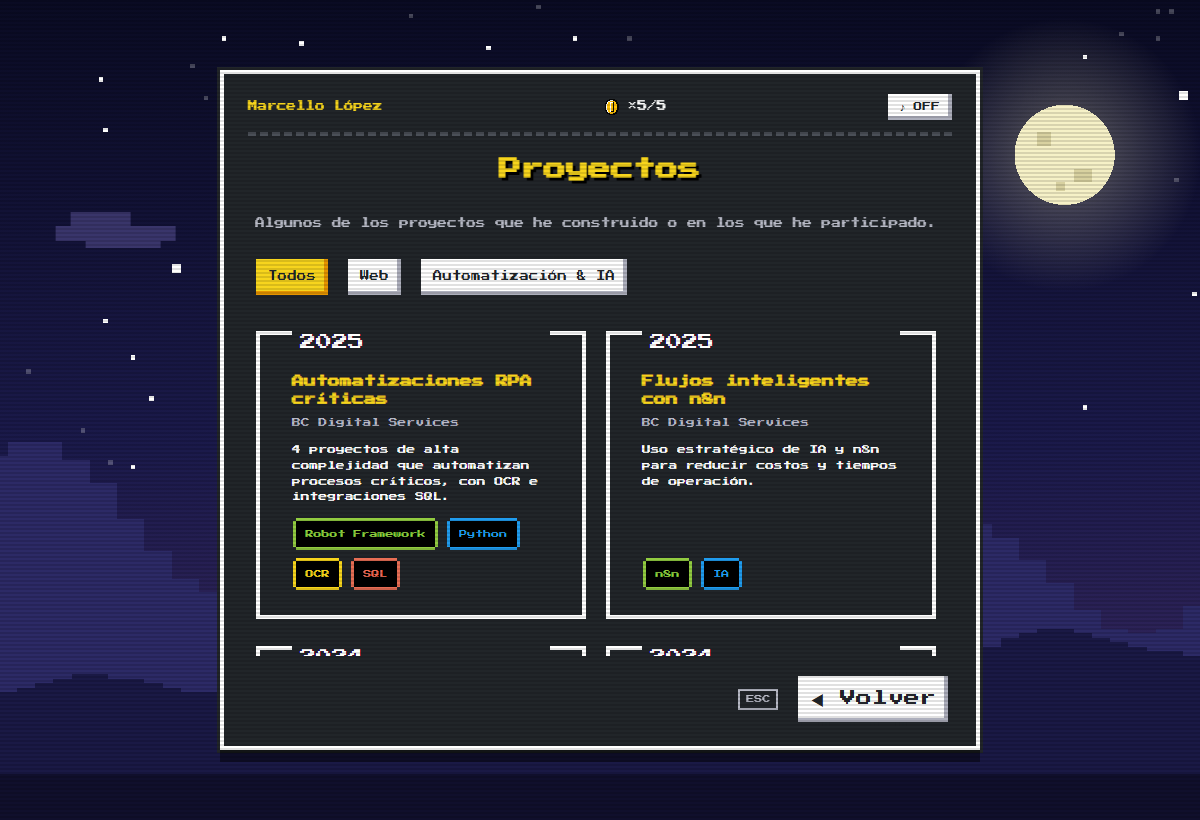 Marcello López
×5/5
♪ OFF
Proyectos
Algunos de los proyectos que he construido o en los que he participado.
Todos
Web
Automatización & IA
2025
Automatizaciones RPA
críticas
BC Digital Services
4 proyectos de alta
complejidad que automatizan
procesos críticos, con OCR e
integraciones SQL.
Robot Framework
Python
OCR
SQL
2025
Flujos inteligentes
con n8n
BC Digital Services
Uso estratégico de IA y n8n
para reducir costos y tiempos
de operación.
n8n
IA
2024
2024
ESC
◀ Volver